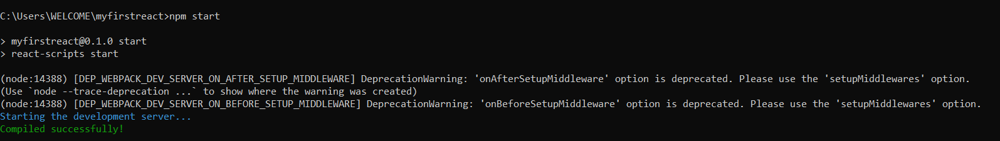 C:\Users\WELCOME\myfirstreact>npm start
> myfirstreact@0.1.0 start
> react-scripts start
(node:14388) [DEP_WEBPACK_DEV_SERVER_ON_AFTER_SETUP_MIDDLEWARE] DeprecationWarning: 'onAfterSetupMiddleware' option is deprecated. Please use the 'setupMiddlewares' option.
(Use `node --trace-deprecation ...` to show where the warning was created)
(node:14388) [DEP_WEBPACK_DEV_SERVER_ON_BEFORE_SETUP_MIDDLEWARE] DeprecationWarning: 'onBeforeSetupMiddleware' option is deprecated. Please use the 'setupMiddlewares' option.
Starting the development server...
Compiled successfully!